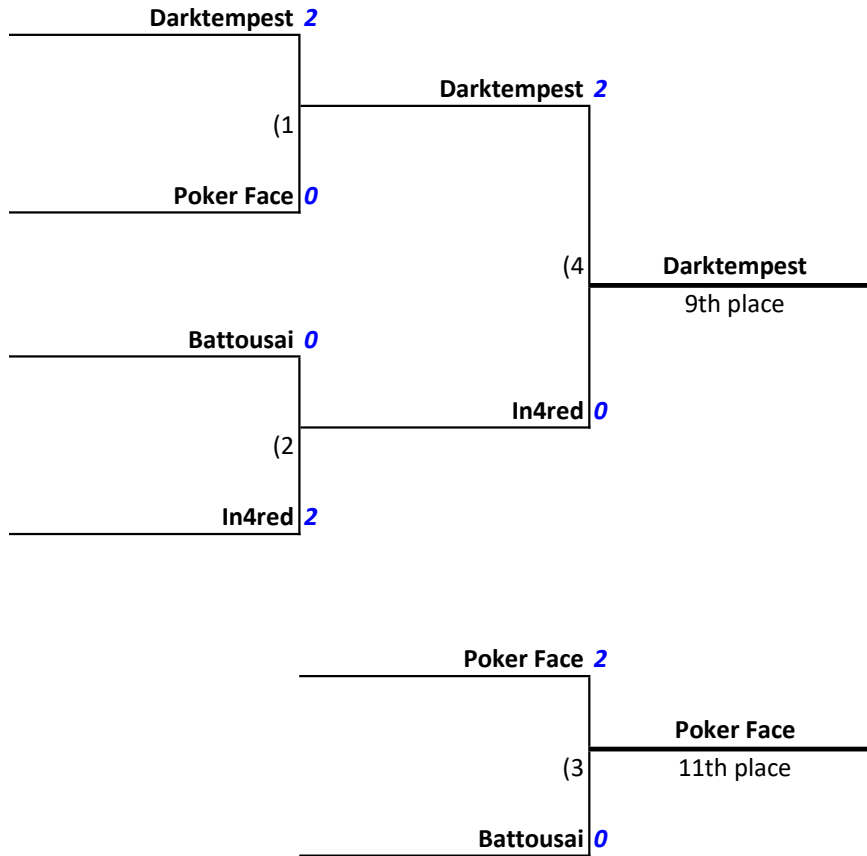 Darktempest 2
Darktempest 2
(1
Poker Face 0
(4
Darktempest
9th place
Battousai 0
In4red 0
(2
In4red 2
Poker Face 2
Poker Face
(3
11th place
Battousai 0